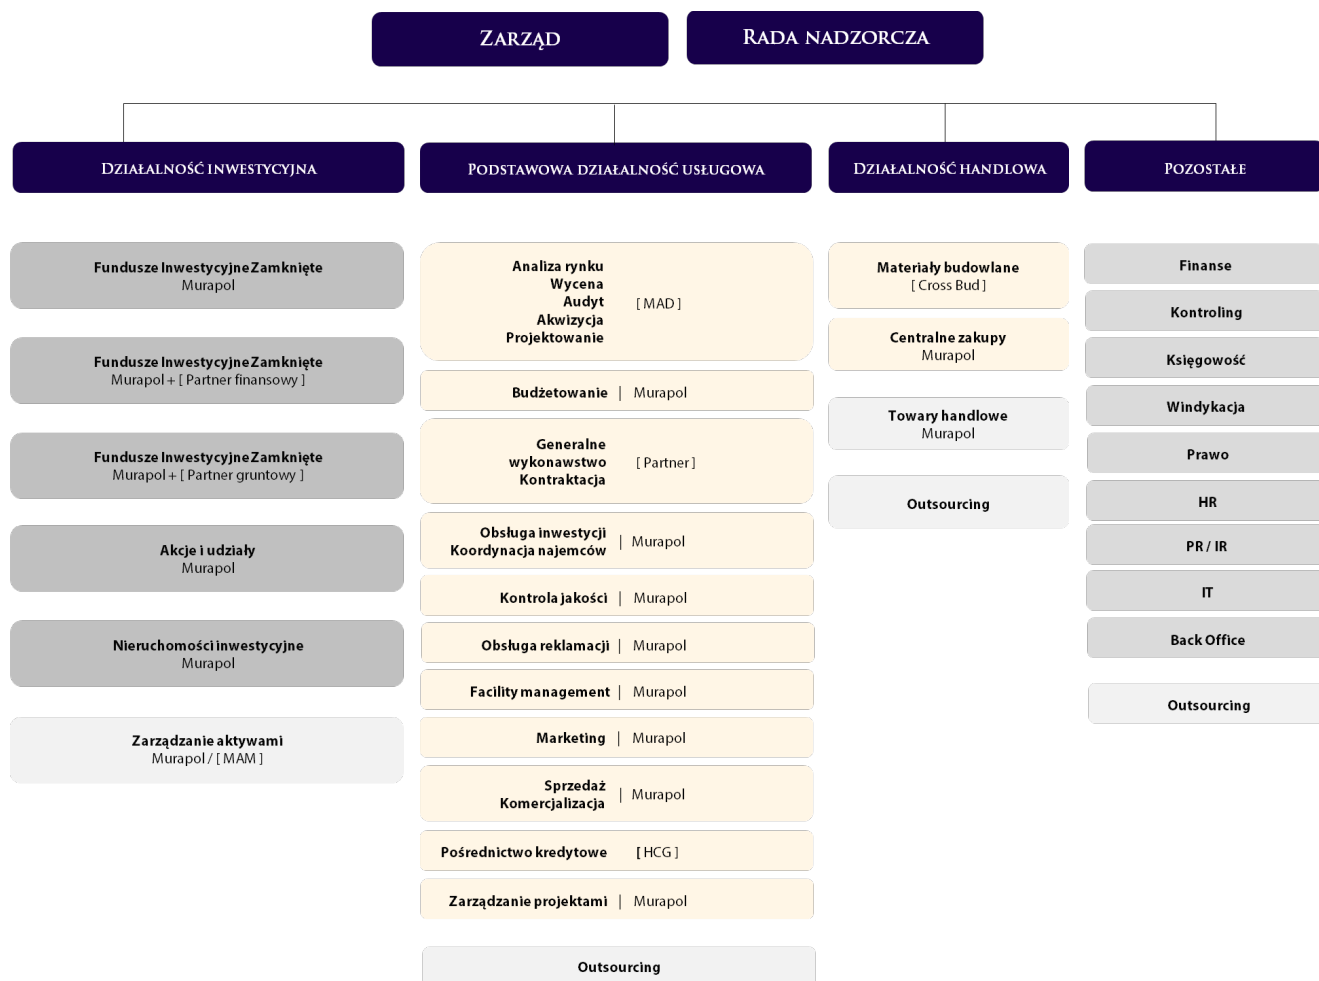 Zarząd
Rada nadzorcza
Działalność inwestycyjna
Podstawowa działalność usługowa
Działalność handlowa
Pozostałe
Fundusze Inwestycyjne Zamknięte
Murapol
Fundusze Inwestycyjne Zamknięte
Murapol + [ Partner finansowy ]
Fundusze Inwestycyjne Zamknięte
Murapol + [ Partner gruntowy ]
Akcje i udziały
Murapol
Nieruchomości inwestycyjne
Murapol
Zarządzanie aktywami
Murapol / [ MAM ]
Analiza rynku
Wycena
Audyt
Akwizycja
Projektowanie
[ MAD ]
Budżetowanie | Murapol
Generalne
wykonawstwo
Kontraktacja
[ Partner ]
Obsługa inwestycji
Koordynacja najemców
| Murapol
Kontrola jakości | Murapol
Obsługa reklamacji | Murapol
Facility management | Murapol
Marketing | Murapol
Sprzedaż
Komercjalizacja
| Murapol
Pośrednictwo kredytowe [ HCG ]
Zarządzanie projektami | Murapol
Outsourcing
Materiały budowlane
[ Cross Bud ]
Centralne zakupy
Murapol
Towary handlowe
Murapol
Outsourcing
Finanse
Kontroling
Księgowość
Windykacja
Prawo
HR
PR / IR
IT
Back Office
Outsourcing